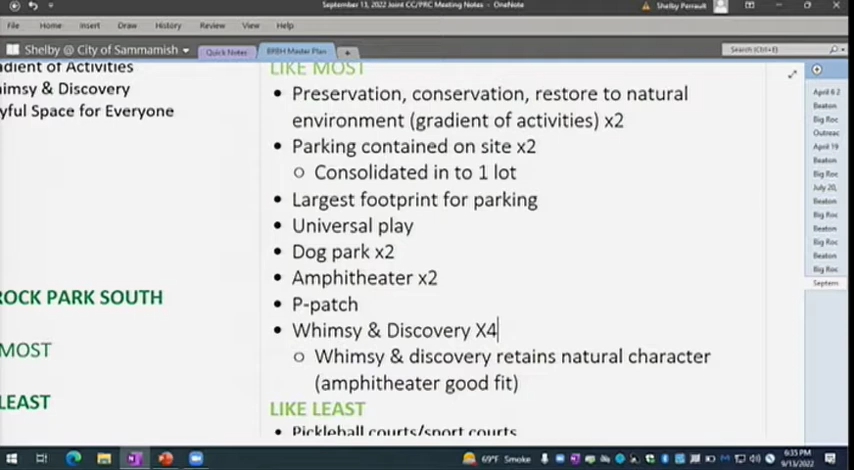 September 13, 2022 Joint CC/PRC Meeting Notes - OneNote
Shelby Perrault
File Home Insert Draw History Review View Help
Shelby @ City of Sammamish
Quick Notes
BRBH Master Plan
Search (Ctrl+E)
adient of Activities
himsy & Discovery
yful Space for Everyone
ROCK PARK SOUTH
MOST
LEAST
LIKE MOST
• Preservation, conservation, restore to natural
environment (gradient of activities) x2
• Parking contained on site x2
o Consolidated in to 1 lot
• Largest footprint for parking
• Universal play
• Dog park x2
• Amphitheater x2
• P-patch
• Whimsy & Discovery X4
o Whimsy & discovery retains natural character
(amphitheater good fit)
LIKE LEAST
• Pickleball courts/sport courts
April 6 2
Beaton
Big Roc
Outreac
April 19
Beaton
Big Roc
July 20,
Beaton
Big Roc
Beaton
Big Roc
Beaton
Big Roc
Septem
69°F Smoke
6:35 PM
9/13/2022